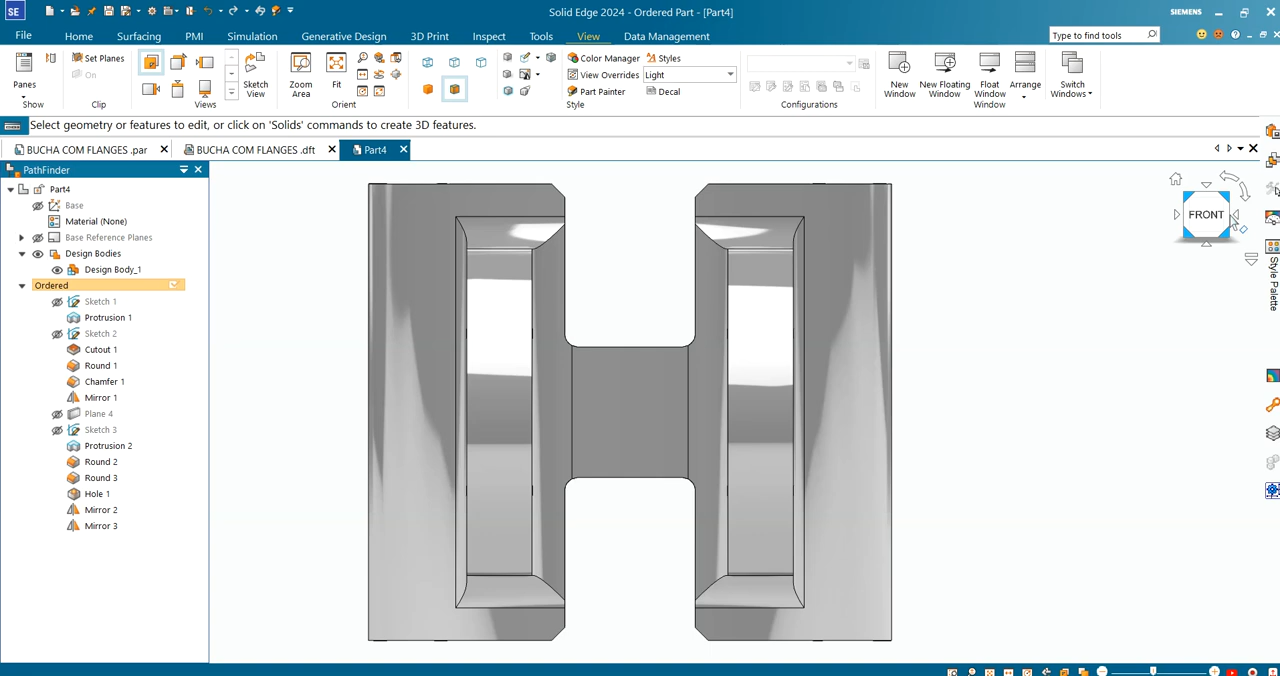 SE
Solid Edge 2024 - Ordered Part - [Part4]
SIEMENS
File
Home
Surfacing
PMI
Simulation
Generative Design
3D Print
Inspect
Tools
View
Data Management
Type to find tools
Panes
Show
Set Planes
On
Clip
Views
Sketch
View
Zoom
Area
Fit
Orient
Color Manager
View Overrides
Part Painter
Styles
Light
Decal
Style
Configurations
New
Window
New Floating
Window
Float
Window
Arrange
Window
Switch
Windows
Select geometry or features to edit, or click on 'Solids' commands to create 3D features.
BUCHA COM FLANGES .par
BUCHA COM FLANGES .dft
Part4
PathFinder
Part4
Base
Material (None)
Base Reference Planes
Design Bodies
Design Body_1
Ordered
Sketch 1
Protrusion 1
Sketch 2
Cutout 1
Round 1
Chamfer 1
Mirror 1
Plane 4
Sketch 3
Protrusion 2
Round 2
Round 3
Hole 1
Mirror 2
Mirror 3
FRONT
Style Palette